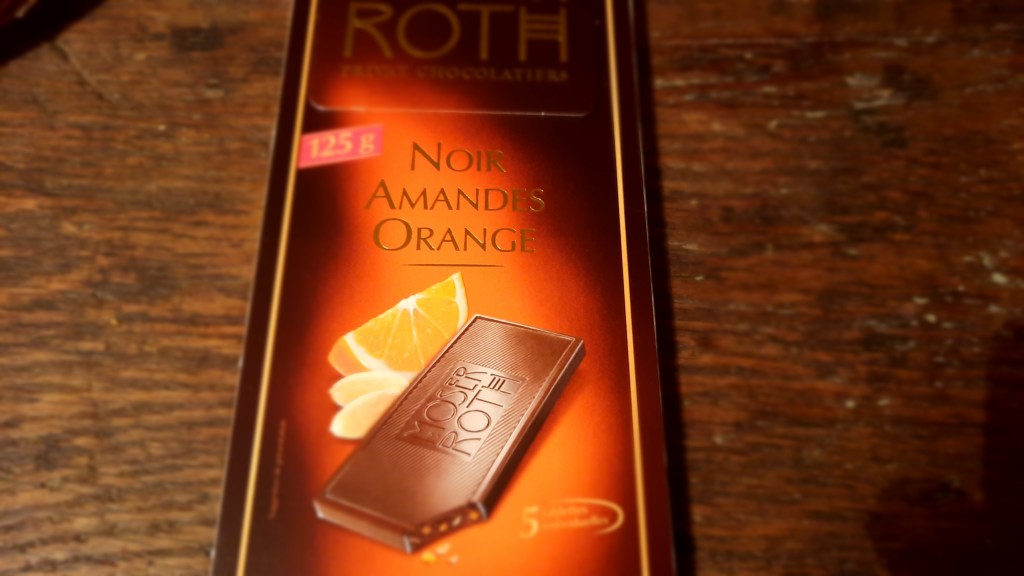 ROTH
125 g
NOIR
AMANDES
ORANGE
MOSER
ROTH
5